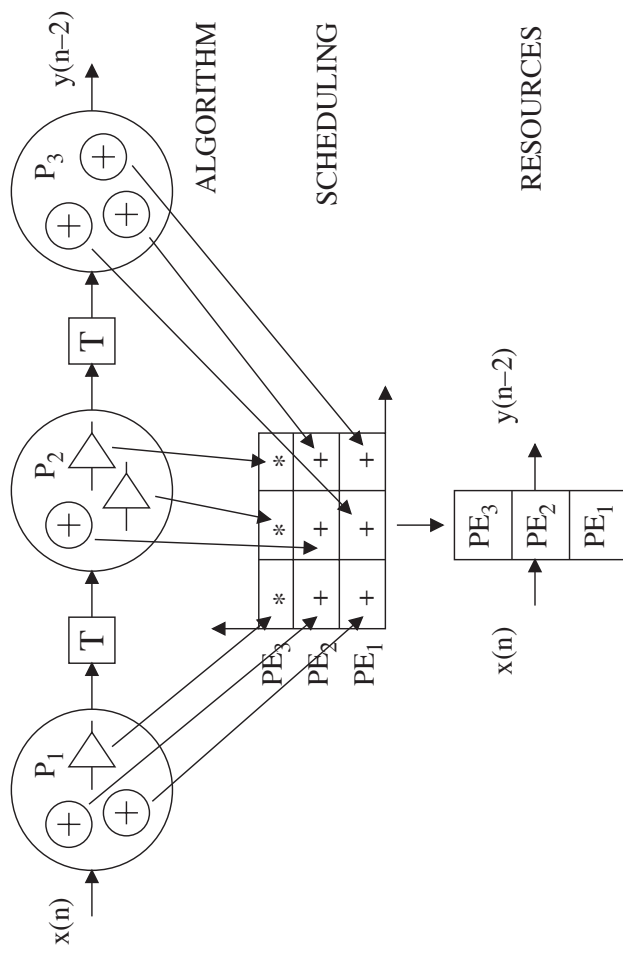 x(n) P₁ T P₂ T P₃ y(n–2)
+ + + + + +
ALGORITHM
PE₃ * * *
PE₂ + + +
PE₁ + + +
SCHEDULING
x(n) y(n–2)
PE₃
PE₂
PE₁
RESOURCES